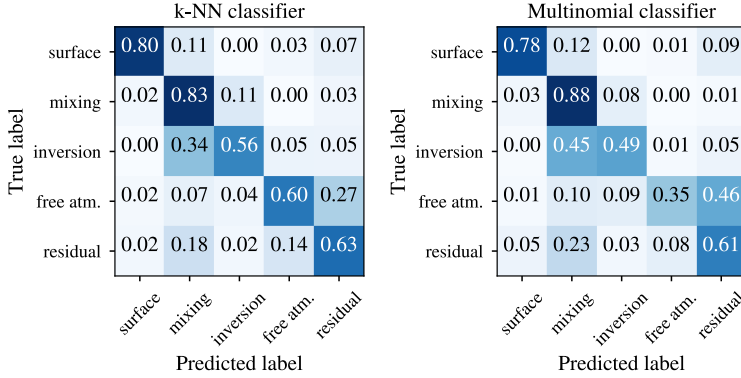 k-NN classifier
True label
surface 0.80 0.11 0.00 0.03 0.07
mixing 0.02 0.83 0.11 0.00 0.03
inversion 0.00 0.34 0.56 0.05 0.05
free atm. 0.02 0.07 0.04 0.60 0.27
residual 0.02 0.18 0.02 0.14 0.63
surface mixing inversion free atm. residual
Predicted label
Multinomial classifier
True label
surface 0.78 0.12 0.00 0.01 0.09
mixing 0.03 0.88 0.08 0.00 0.01
inversion 0.00 0.45 0.49 0.01 0.05
free atm. 0.01 0.10 0.09 0.35 0.46
residual 0.05 0.23 0.03 0.08 0.61
surface mixing inversion free atm. residual
Predicted label